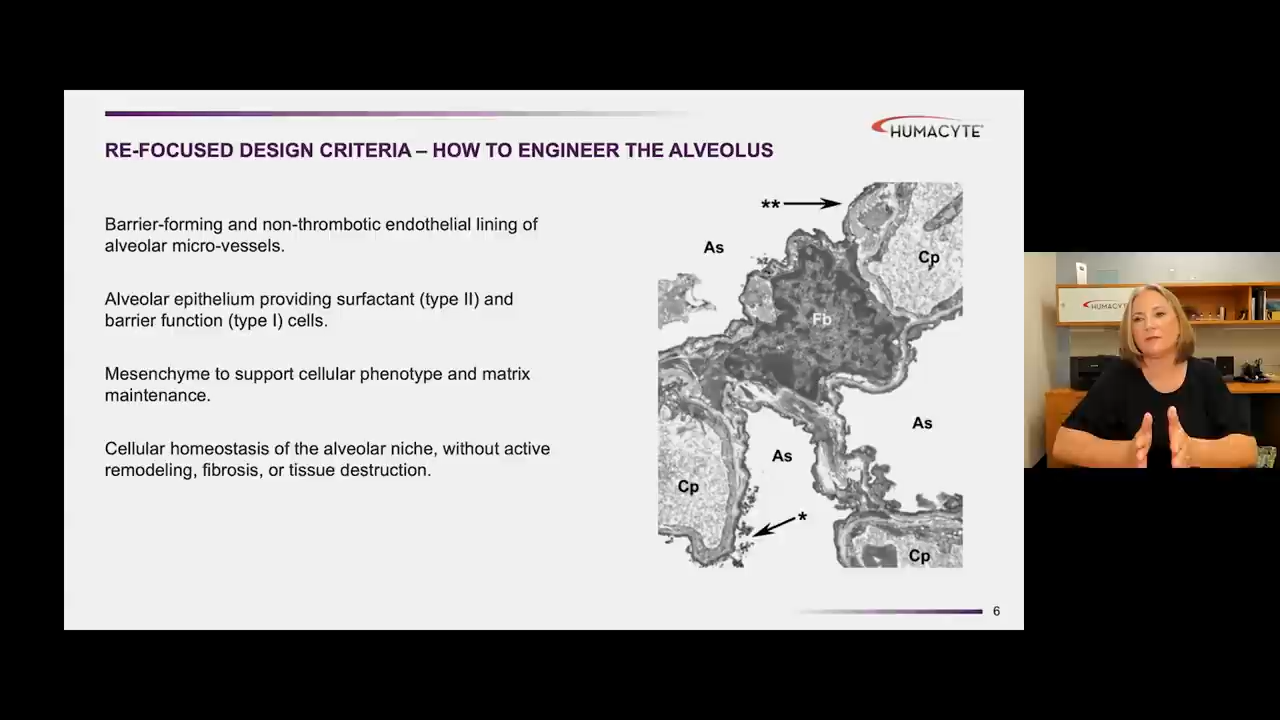 HUMACYTE
RE-FOCUSED DESIGN CRITERIA – HOW TO ENGINEER THE ALVEOLUS
Barrier-forming and non-thrombotic endothelial lining of
alveolar micro-vessels.
Alveolar epithelium providing surfactant (type II) and
barrier function (type I) cells.
Mesenchyme to support cellular phenotype and matrix
maintenance.
Cellular homeostasis of the alveolar niche, without active
remodeling, fibrosis, or tissue destruction.
**
As
Cp
Fb
As
As
Cp
*
Cp
6
HUMACYTE